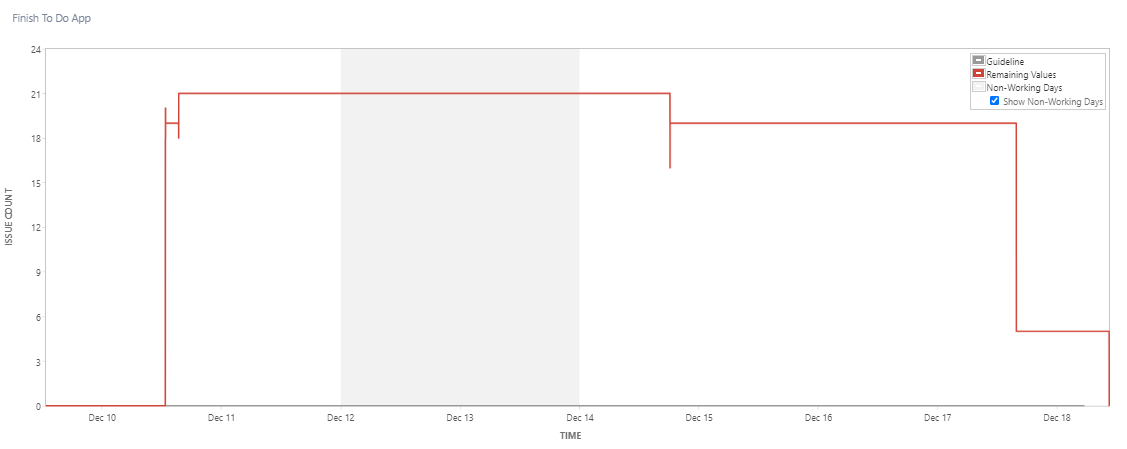 Finish To Do App
24
21
18
15
12
9
6
3
0
ISSUE COUNT
Guideline
Remaining Values
Non-Working Days
Show Non-Working Days
Dec 10 Dec 11 Dec 12 Dec 13 Dec 14 Dec 15 Dec 16 Dec 17 Dec 18
TIME